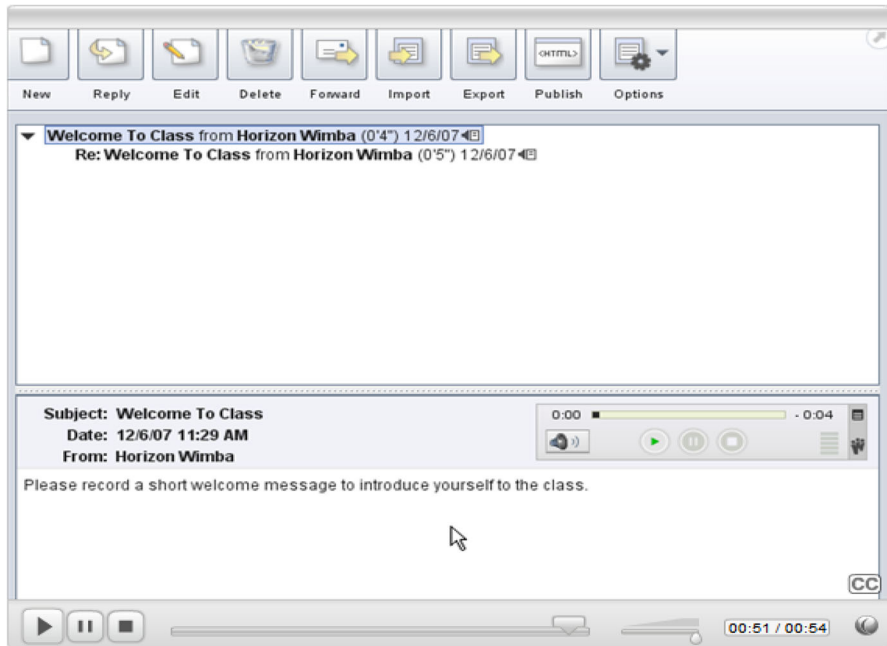 New Reply Edit Delete Forward Import Export Publish Options
<HTML>
Welcome To Class from Horizon Wimba (0'4") 12/6/07
Re: Welcome To Class from Horizon Wimba (0'5") 12/6/07
Subject: Welcome To Class
Date: 12/6/07 11:29 AM
From: Horizon Wimba
0:00 - 0:04
Please record a short welcome message to introduce yourself to the class.
CC
00:51 / 00:54